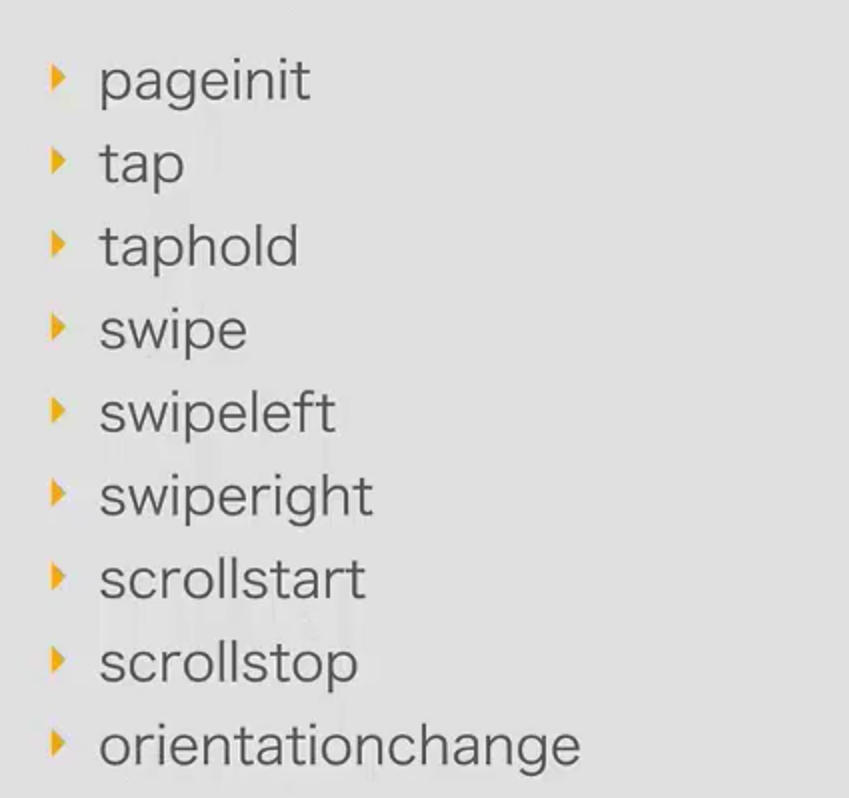 pageinit
tap
taphold
swipe
swipeleft
swiperight
scrollstart
scrollstop
orientationchange